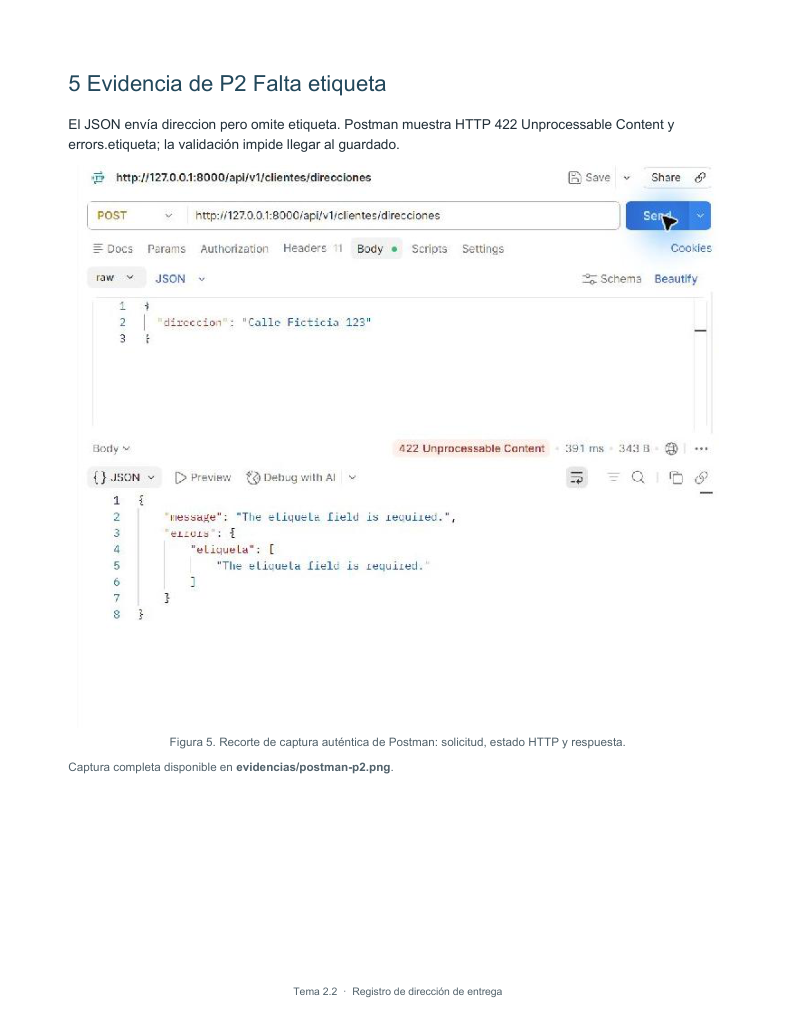 5 Evidencia de P2 Falta etiqueta
El JSON envía direccion pero omite etiqueta. Postman muestra HTTP 422 Unprocessable Content y
errors.etiqueta; la validación impide llegar al guardado.
http://127.0.0.1:8000/api/v1/clientes/direcciones Save Share
POST http://127.0.0.1:8000/api/v1/clientes/direcciones Send
Docs Params Authorization Headers 11 Body Scripts Settings Cookies
raw JSON Schema Beautify
1 {
2 "direccion": "Calle Ficticia 123"
3 }
Body 422 Unprocessable Content · 391 ms · 343 B
{} JSON Preview Debug with AI
1 {
2 "message": "The etiqueta field is required.",
3 "errors": {
4 "etiqueta": [
5 "The etiqueta field is required."
6 ]
7 }
8 }
Figura 5. Recorte de captura auténtica de Postman: solicitud, estado HTTP y respuesta.
Captura completa disponible en evidencias/postman-p2.png.
Tema 2.2 · Registro de dirección de entrega